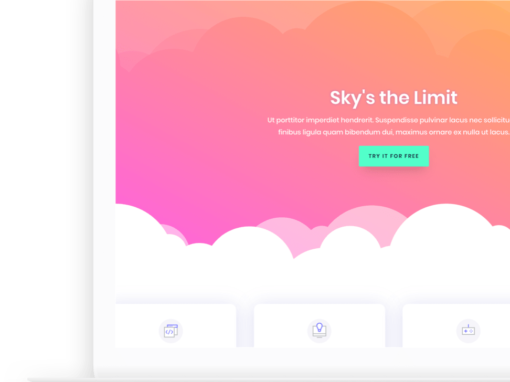 Sky's the Limit
Ut porttitor imperdiet hendrerit. Suspendisse pulvinar lacus nec
finibus ligula quam bibendum dui, maximus ornare ex nulla ut lacus.
TRY IT FOR FREE